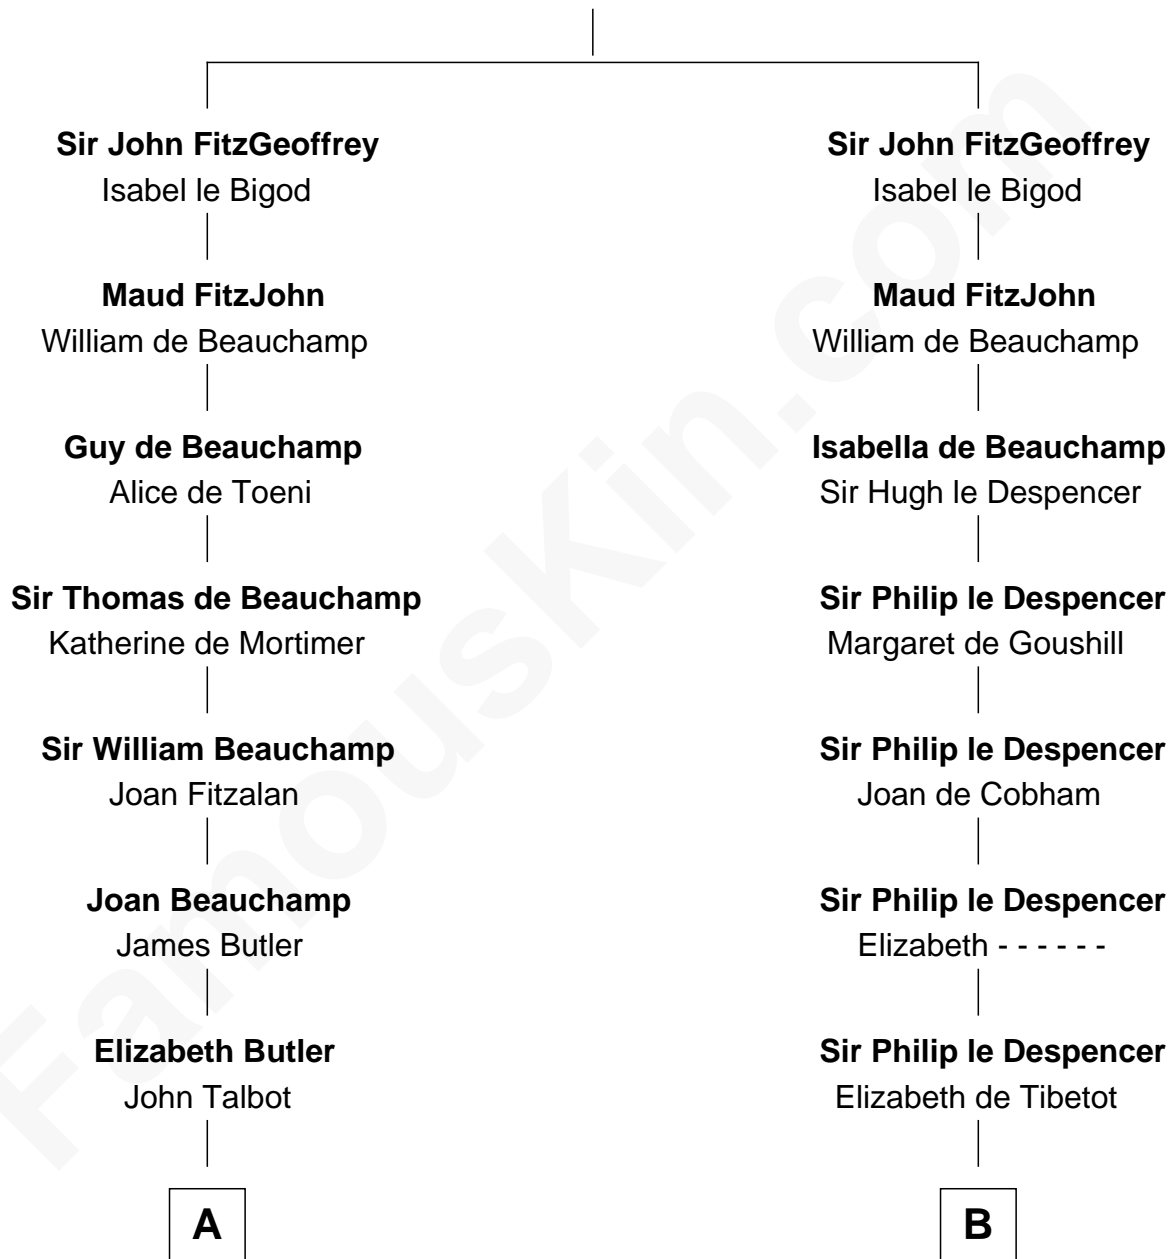 Sir John FitzGeoffrey
Isabel le Bigod
Maud FitzJohn
William de Beauchamp
Guy de Beauchamp
Alice de Toeni
Sir Thomas de Beauchamp
Katherine de Mortimer
Sir William Beauchamp
Joan Fitzalan
Joan Beauchamp
James Butler
Elizabeth Butler
John Talbot
A
Sir John FitzGeoffrey
Isabel le Bigod
Maud FitzJohn
William de Beauchamp
Isabella de Beauchamp
Sir Hugh le Despencer
Sir Philip le Despencer
Margaret de Goushill
Sir Philip le Despencer
Joan de Cobham
Sir Philip le Despencer
Elizabeth - - - - - -
Sir Philip le Despencer
Elizabeth de Tibetot
B
FamousKin.com